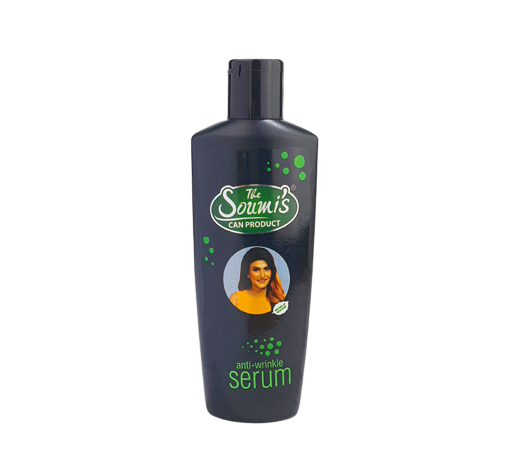 The
Soumi's
®
CAN PRODUCT
anti-wrinkle
serum